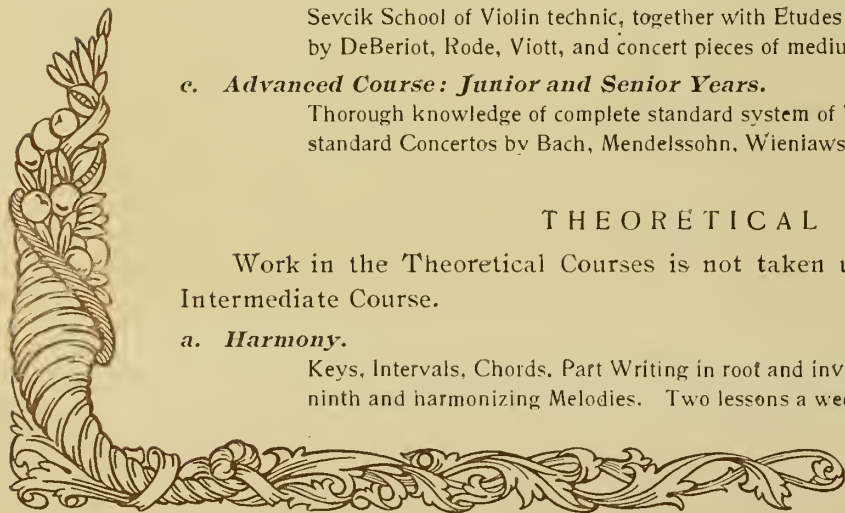 Sevcik School of Violin technic, together with Etudes
by DeBeriot, Rode, Viott, and concert pieces of mediu
c. Advanced Course: Junior and Senior Years.
Thorough knowledge of complete standard system of
standard Concertos by Bach, Mendelssohn, Wieniaws
THEORETICAL
Work in the Theoretical Courses is not taken u
Intermediate Course.
a. Harmony.
Keys, Intervals, Chords. Part Writing in root and inv
ninth and harmonizing Melodies. Two lessons a wee